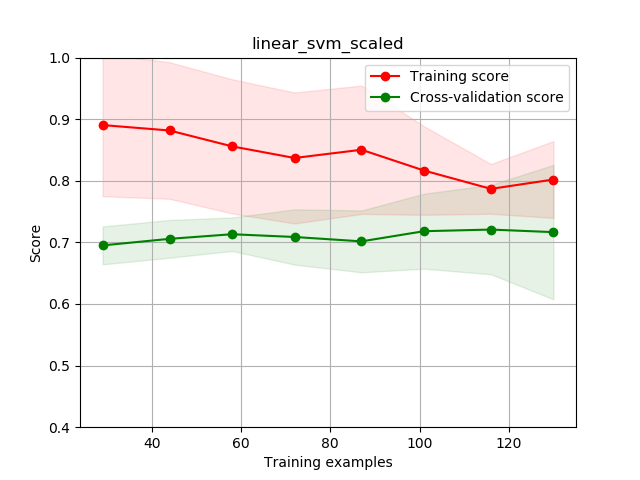 linear_svm_scaled
1.0
0.9
0.8
0.7
0.6
0.5
0.4
Score
Training score
Cross-validation score
40 60 80 100 120
Training examples